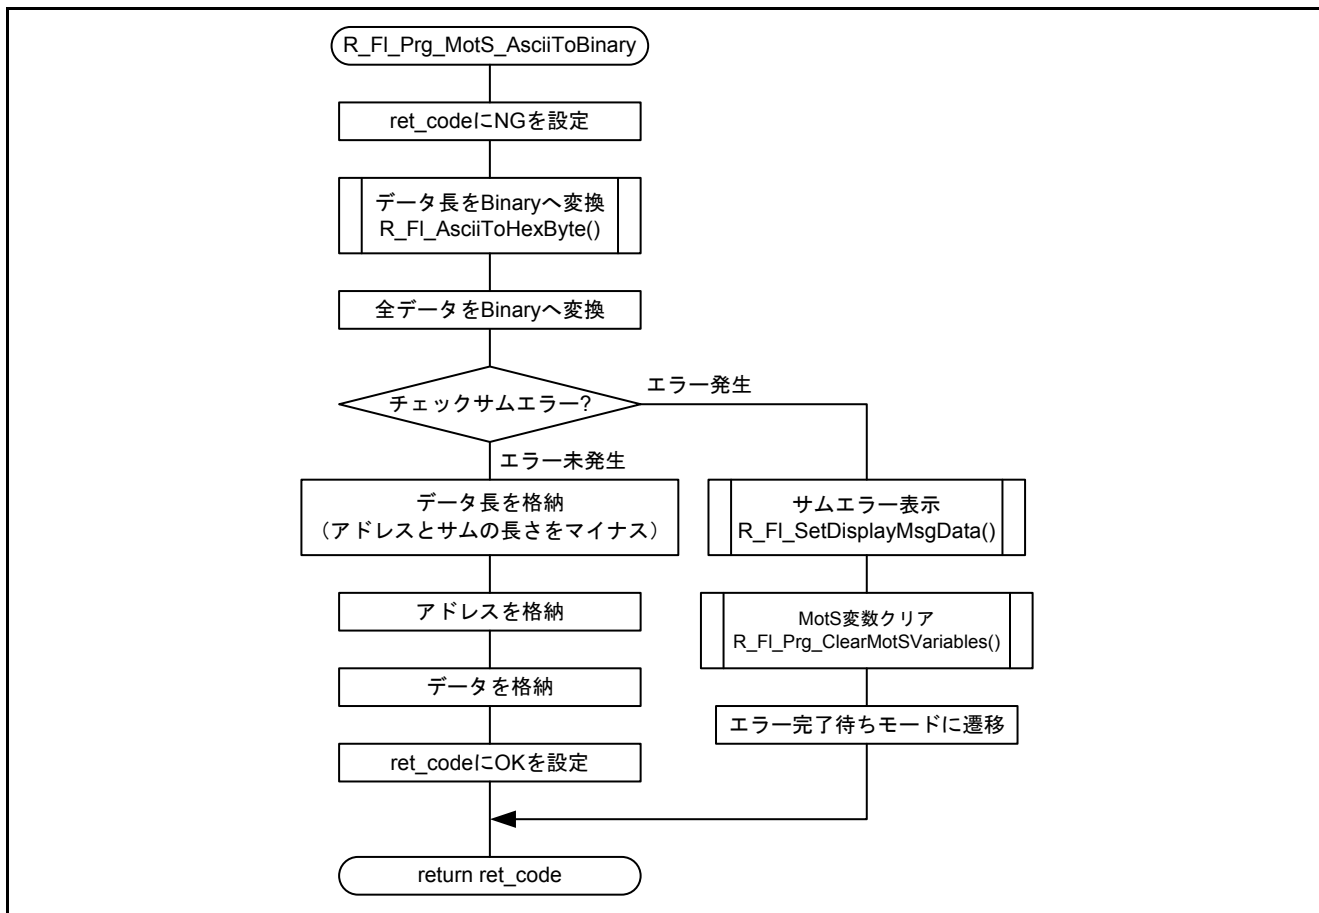 R_Fl_Prg_MotS_AsciiToBinary
ret_codeにNGを設定
データ長をBinaryへ変換
R_Fl_AsciiToHexByte()
全データをBinaryへ変換
チェックサムエラー?
エラー発生
エラー未発生
データ長を格納
（アドレスとサムの長さをマイナス）
アドレスを格納
データを格納
ret_codeにOKを設定
サムエラー表示
R_Fl_SetDisplayMsgData()
MotS変数クリア
R_Fl_Prg_ClearMotSVariables()
エラー完了待ちモードに遷移
return ret_code